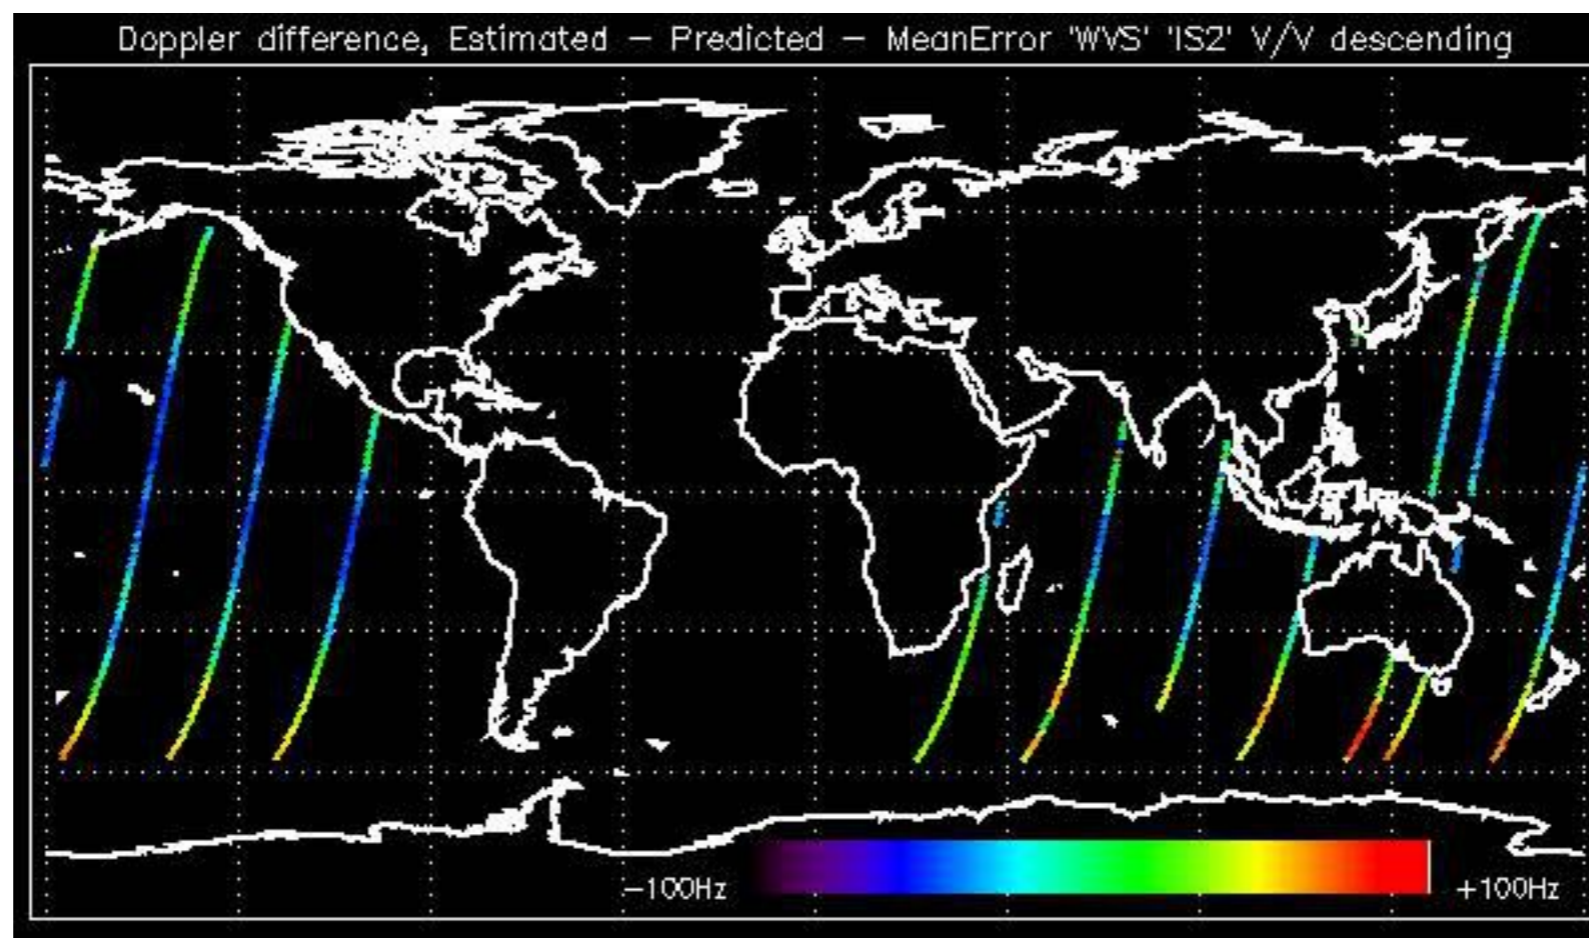 Doppler difference, Estimated – Predicted – MeanError 'WVS' 'IS2' V/V descending
-100Hz +100Hz